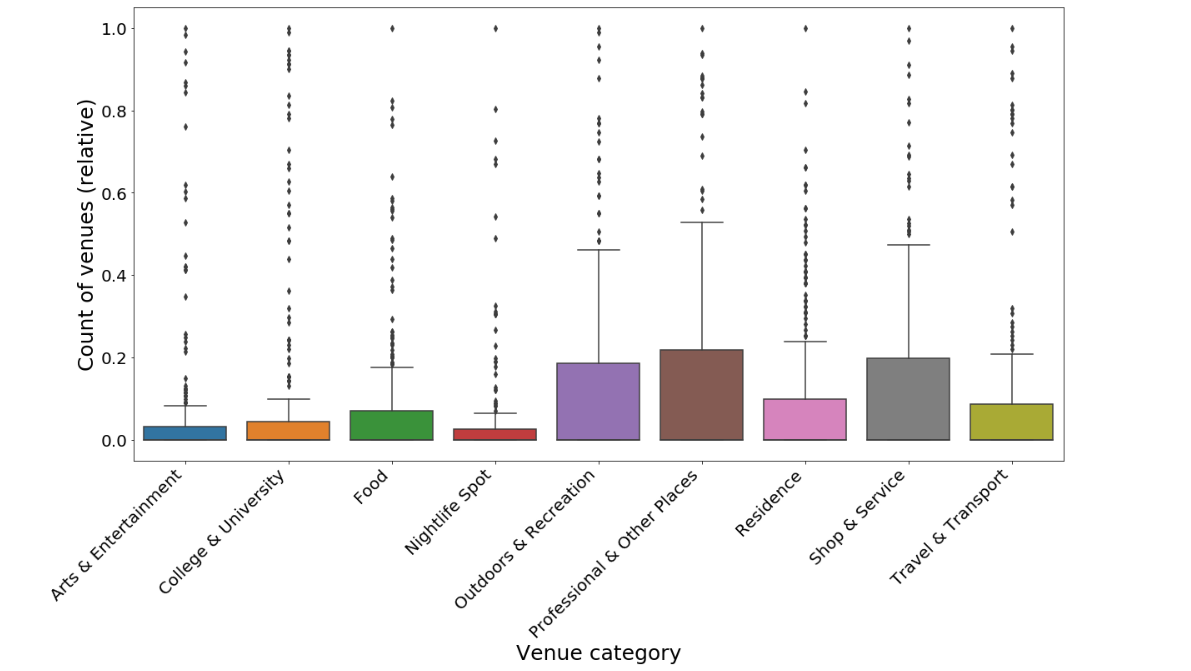 1.0
0.8
0.6
0.4
0.2
0.0
Count of venues (relative)
Arts & Entertainment
College & University
Food
Nightlife Spot
Outdoors & Recreation
Professional & Other Places
Residence
Shop & Service
Travel & Transport
Venue category